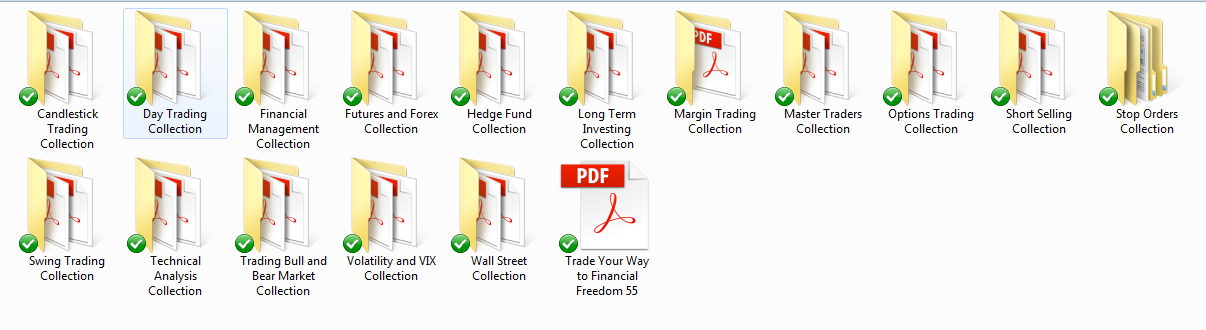 Candlestick
Trading
Collection
Day Trading
Collection
Financial
Management
Collection
Futures and Forex
Collection
Hedge Fund
Collection
Long Term
Investing
Collection
PDF
Margin Trading
Collection
Master Traders
Collection
Options Trading
Collection
Short Selling
Collection
Stop Orders
Collection
Swing Trading
Collection
Technical
Analysis
Collection
Trading Bull and
Bear Market
Collection
Volatility and VIX
Collection
Wall Street
Collection
PDF
Trade Your Way
to Financial
Freedom 55